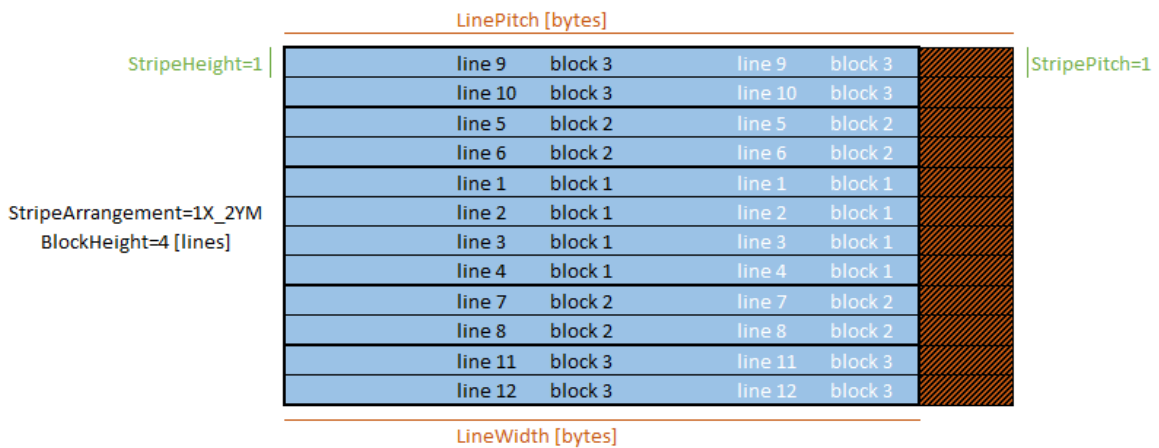 LinePitch [bytes]
StripeHeight=1 line 9 block 3 line 9 block 3 StripePitch=1
line 10 block 3 line 10 block 3
line 5 block 2 line 5 block 2
line 6 block 2 line 6 block 2
line 1 block 1 line 1 block 1
StripeArrangement=1X_2YM line 2 block 1 line 2 block 1
BlockHeight=4 [lines] line 3 block 1 line 3 block 1
line 4 block 1 line 4 block 1
line 7 block 2 line 7 block 2
line 8 block 2 line 8 block 2
line 11 block 3 line 11 block 3
line 12 block 3 line 12 block 3
LineWidth [bytes]